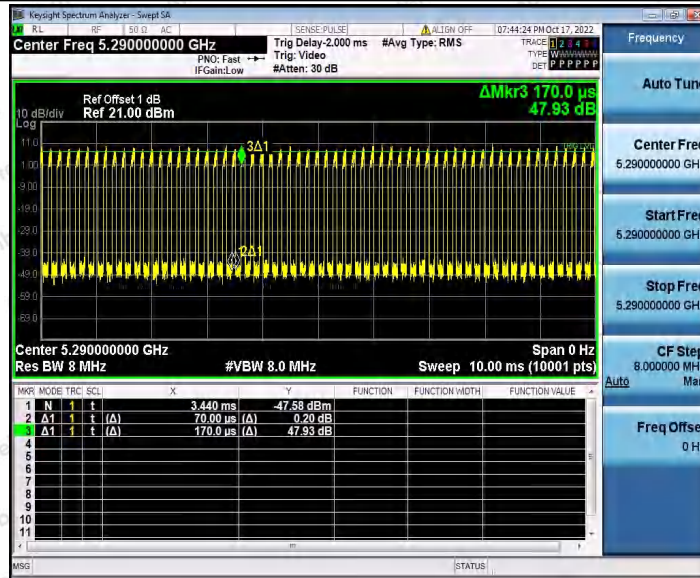 Keysight Spectrum Analyzer - Swept SA
RL RF 50 Ω AC SENSE:PULSE ALIGN OFF 07:44:24 PM Oct 17, 2022
Center Freq 5.290000000 GHz
PNO: Fast
IFGain:Low
Trig Delay-2.000 ms
Trig: Video
#Atten: 30 dB
#Avg Type: RMS
TRACE 1 2 3 4 5 6
TYPE
DET P P P P P P
Frequency
Auto Tune
ΔMkr3 170.0 µs
47.93 dB
Ref Offset 1 dB
10 dB/div Ref 21.00 dBm
Log
11.0
1.00
-9.00
-19.0
-29.0
-39.0
-49.0
-59.0
-69.0
3Δ1
2Δ1
Center Freq
5.290000000 GHz
Start Freq
5.290000000 GHz
Stop Freq
5.290000000 GHz
CF Step
8.000000 MHz
Auto Man
Freq Offset
0 Hz
Center 5.290000000 GHz Span 0 Hz
Res BW 8 MHz #VBW 8.0 MHz Sweep 10.00 ms (10001 pts)
MKR MODE TRC SCL X Y FUNCTION FUNCTION WIDTH FUNCTION VALUE
1 N 1 t 3.440 ms -47.58 dBm
2 Δ1 1 t (Δ) 70.00 µs (Δ) 0.20 dB
3 Δ1 1 t (Δ) 170.0 µs (Δ) 47.93 dB
4
5
6
7
8
9
10
11
MSG STATUS